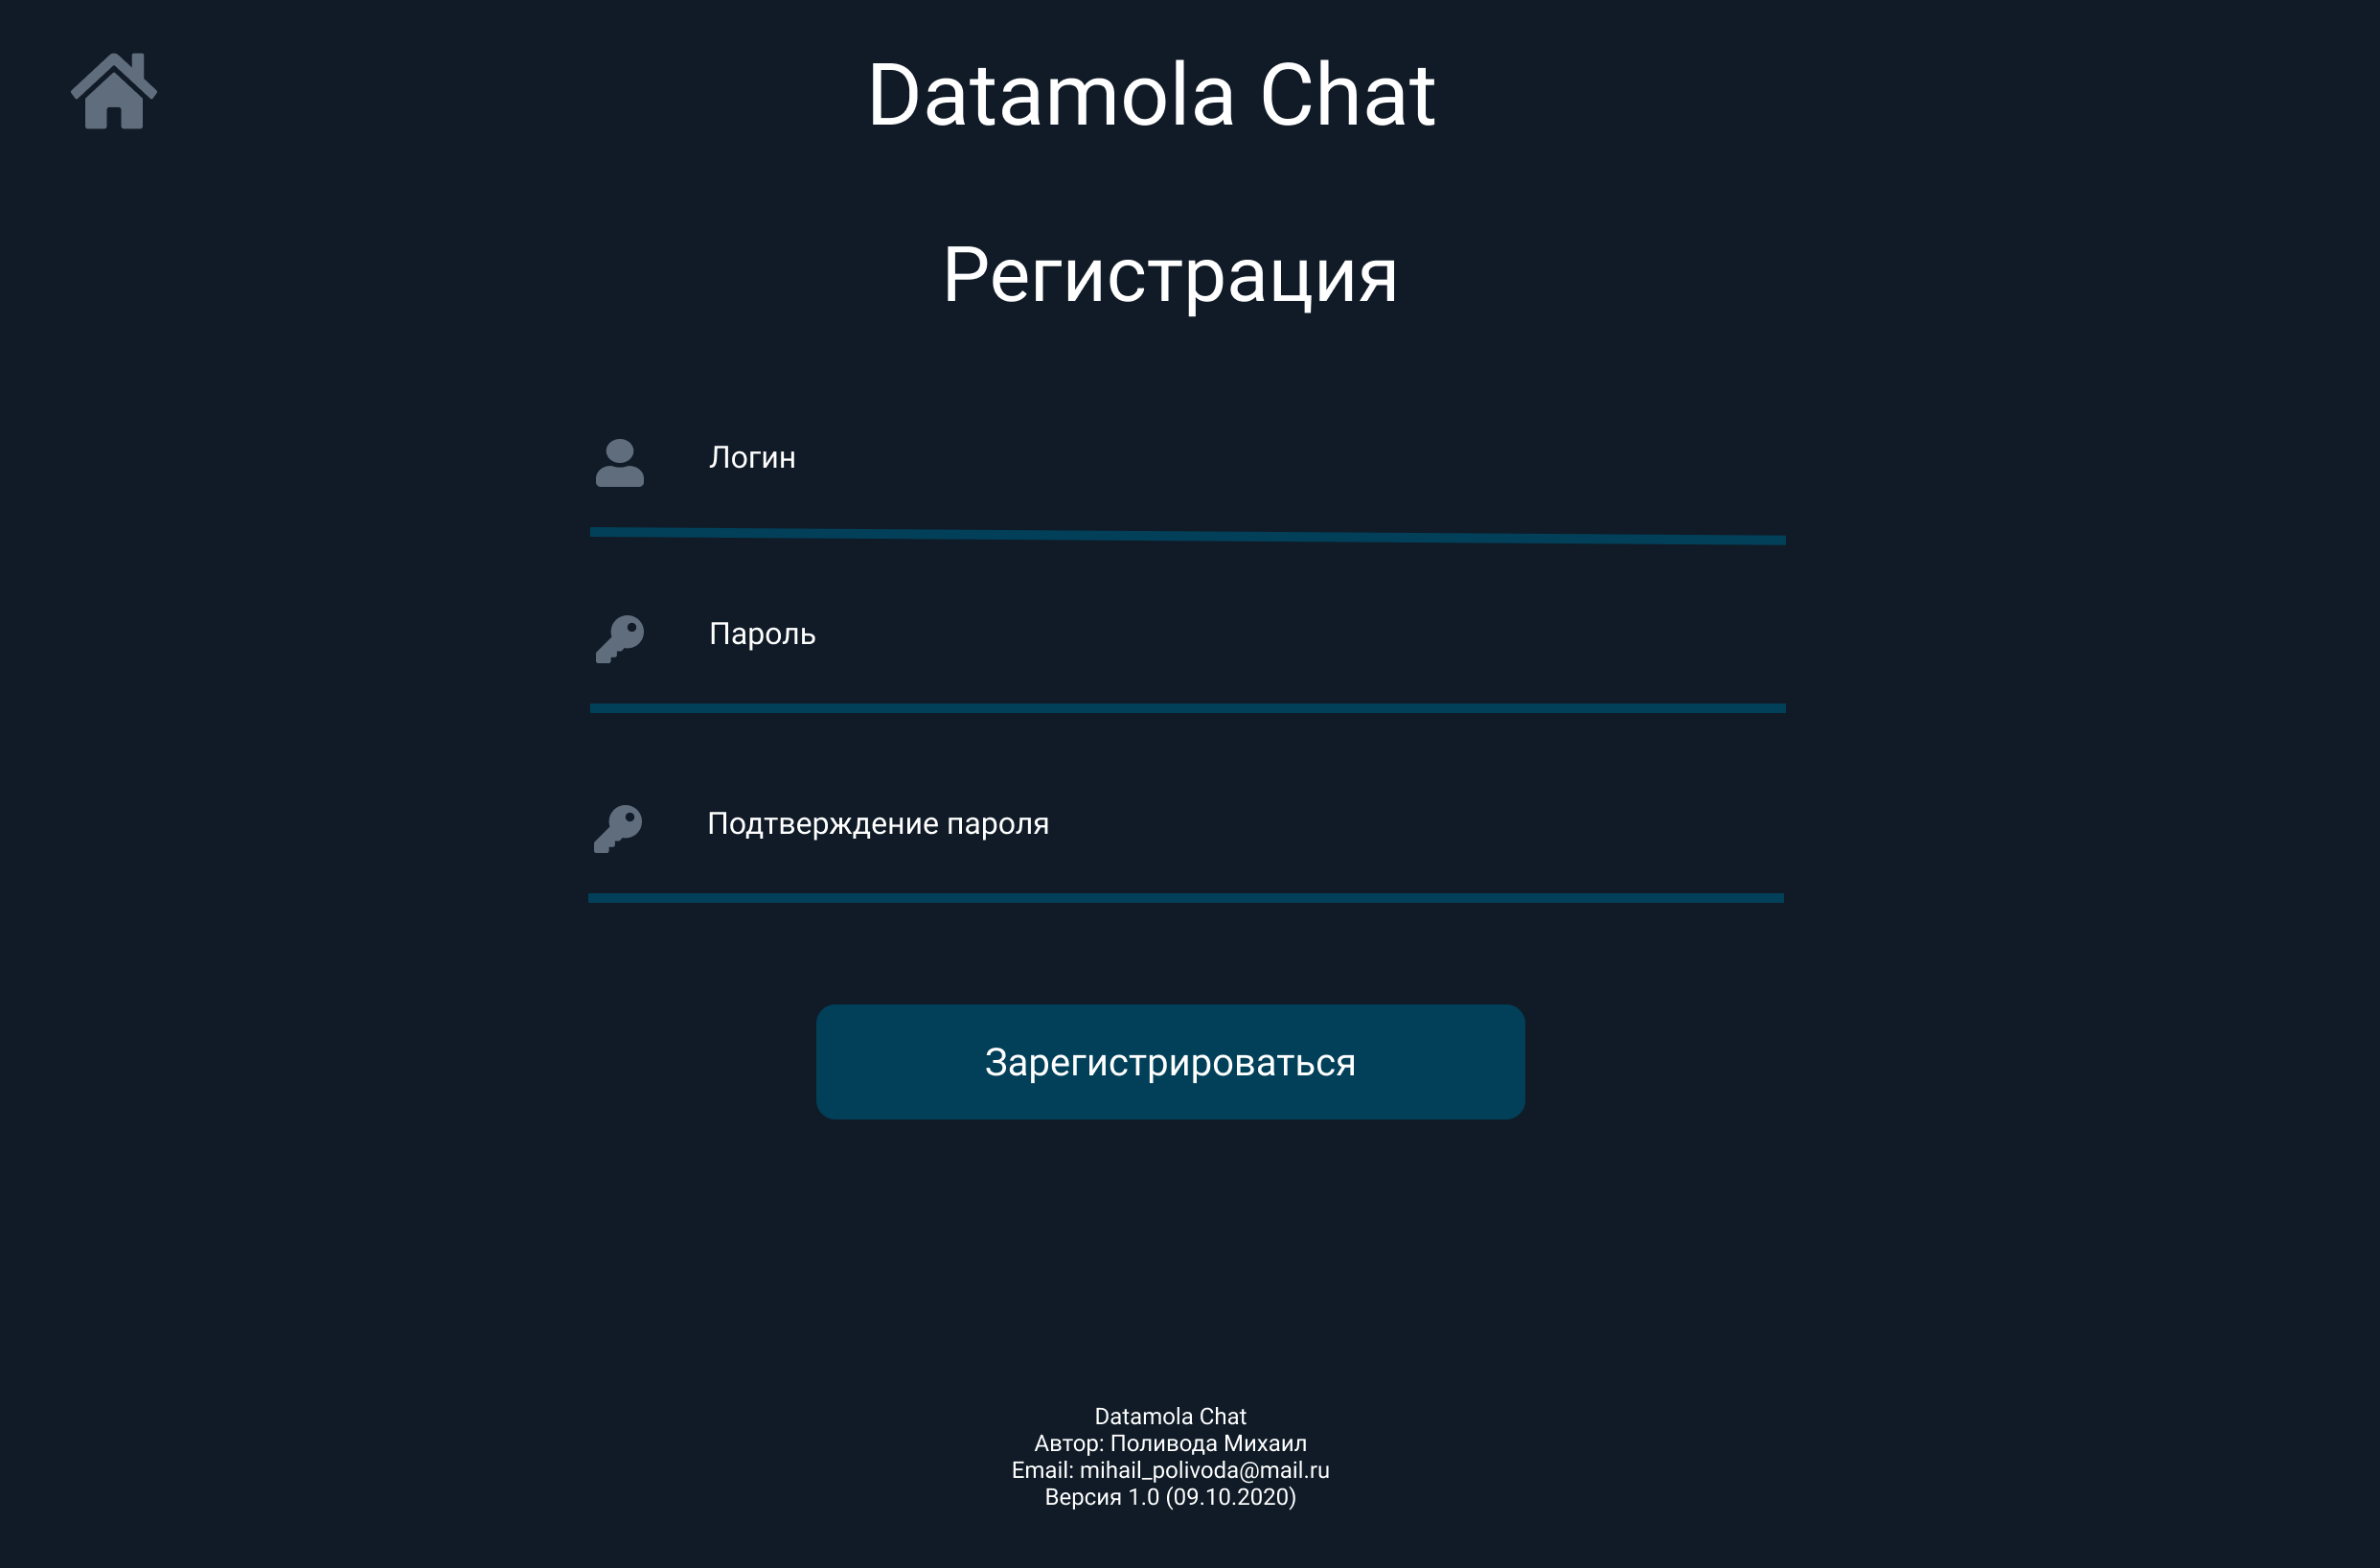 Datamola Chat
Регистрация
Логин
Пароль
Подтверждение пароля
Зарегистрироваться
Datamola Chat
Автор: Поливода Михаил
Email: mihail_polivoda@mail.ru
Версия 1.0 (09.10.2020)